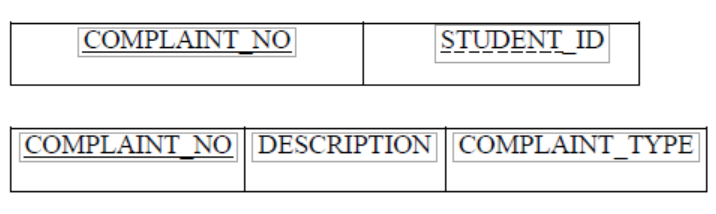 COMPLAINT_NO STUDENT_ID
COMPLAINT_NO DESCRIPTION COMPLAINT_TYPE